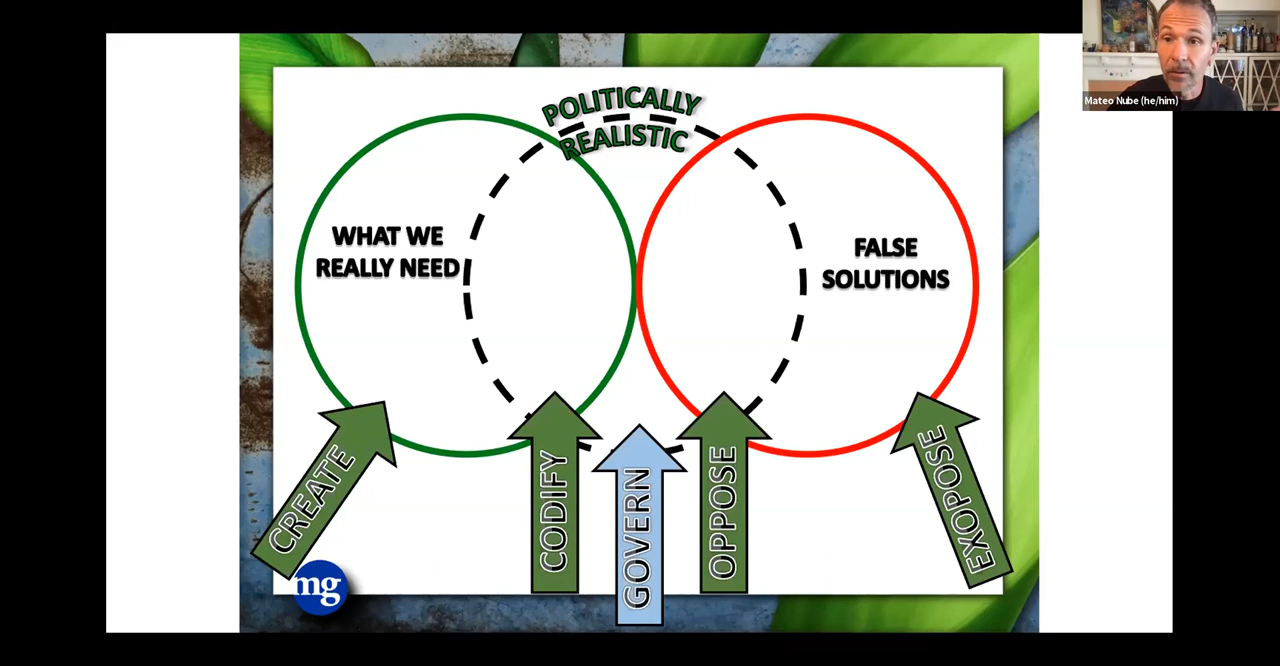 POLITICALLY
REALISTIC
WHAT WE
REALLY NEED
FALSE
SOLUTIONS
CREATE
CODIFY
GOVERN
OPPOSE
EXOPOSE
mg
Mateo Nube (he/him)